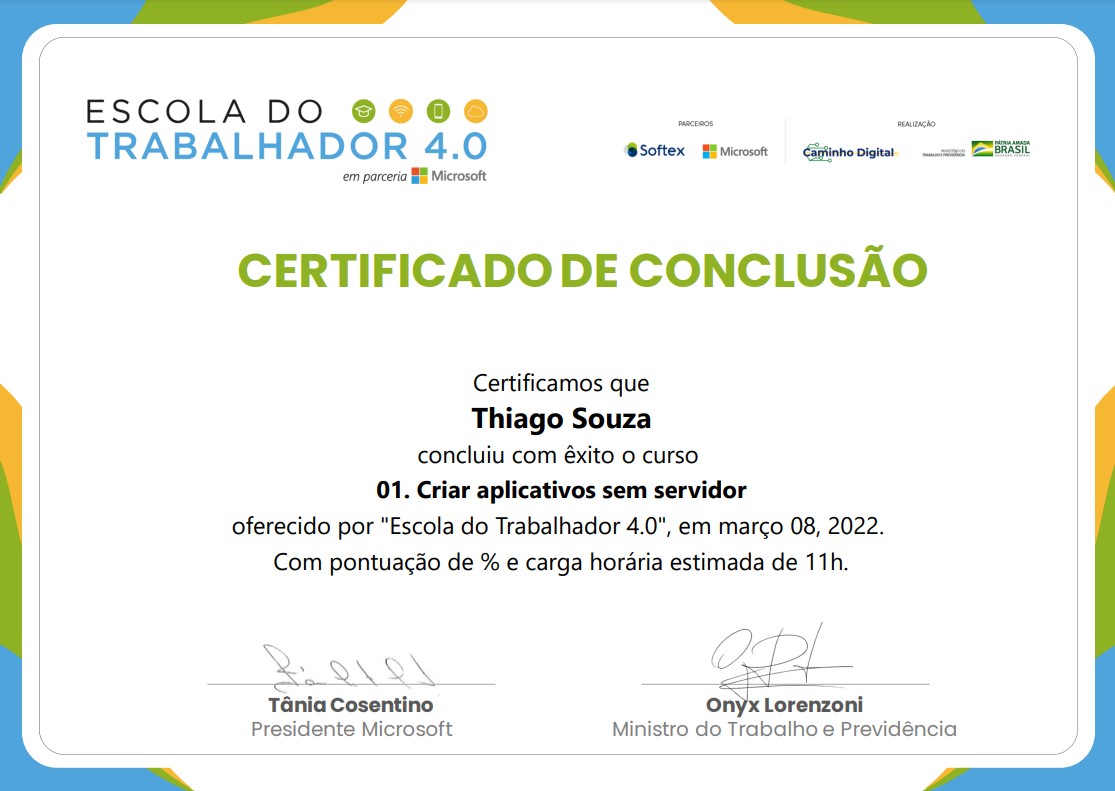 ESCOLA DO
TRABALHADOR 4.0
em parceria Microsoft
PARCEIROS
Softex Microsoft
REALIZAÇÃO
Caminho Digital
MINISTÉRIO DO
TRABALHO E PREVIDÊNCIA
PÁTRIA AMADA
BRASIL
GOVERNO FEDERAL
CERTIFICADO DE CONCLUSÃO
Certificamos que
Thiago Souza
concluiu com êxito o curso
01. Criar aplicativos sem servidor
oferecido por "Escola do Trabalhador 4.0", em março 08, 2022.
Com pontuação de % e carga horária estimada de 11h.
Tânia Cosentino
Presidente Microsoft
Onyx Lorenzoni
Ministro do Trabalho e Previdência